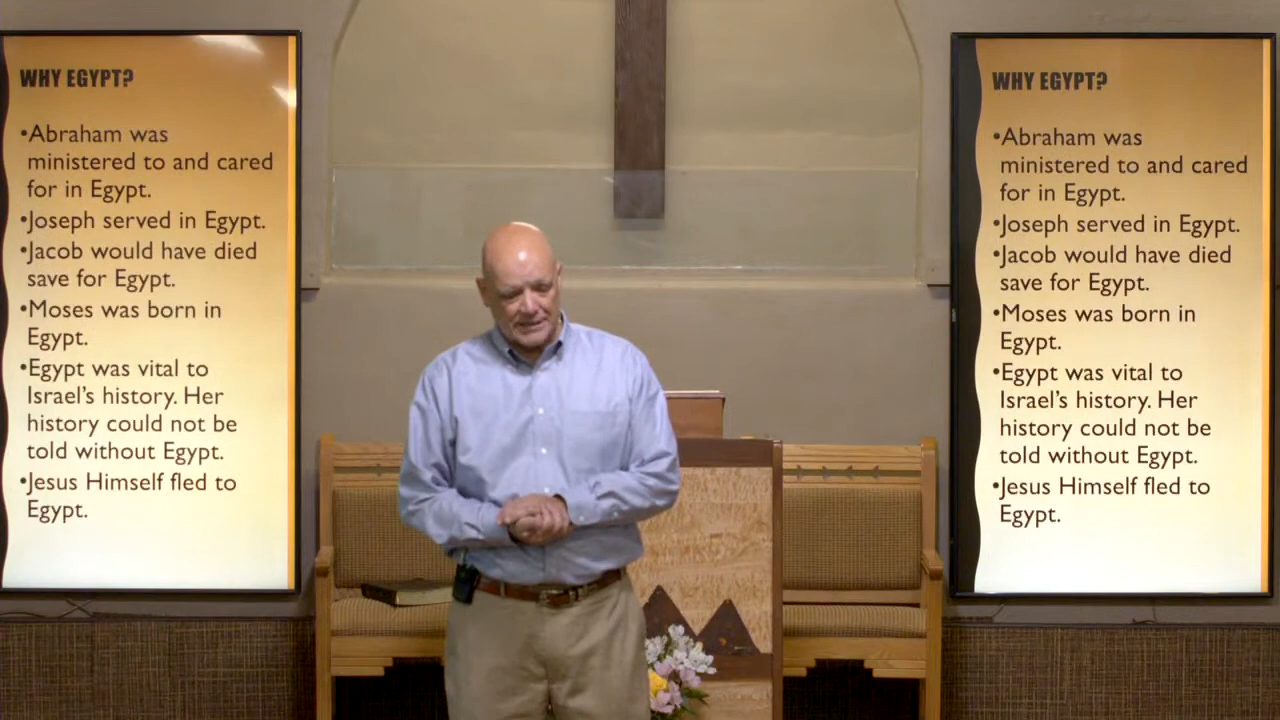 WHY EGYPT?
•Abraham was
ministered to and cared
for in Egypt.
•Joseph served in Egypt.
•Jacob would have died
save for Egypt.
•Moses was born in
Egypt.
•Egypt was vital to
Israel's history. Her
history could not be
told without Egypt.
•Jesus Himself fled to
Egypt.
WHY EGYPT?
•Abraham was
ministered to and cared
for in Egypt.
•Joseph served in Egypt.
•Jacob would have died
save for Egypt.
•Moses was born in
Egypt.
•Egypt was vital to
Israel's history. Her
history could not be
told without Egypt.
•Jesus Himself fled to
Egypt.